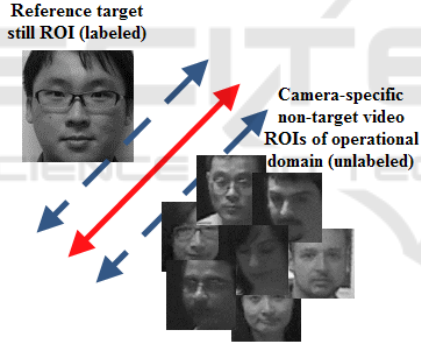 Reference target
still ROI (labeled)
Camera-specific
non-target video
ROIs of operational
domain (unlabeled)